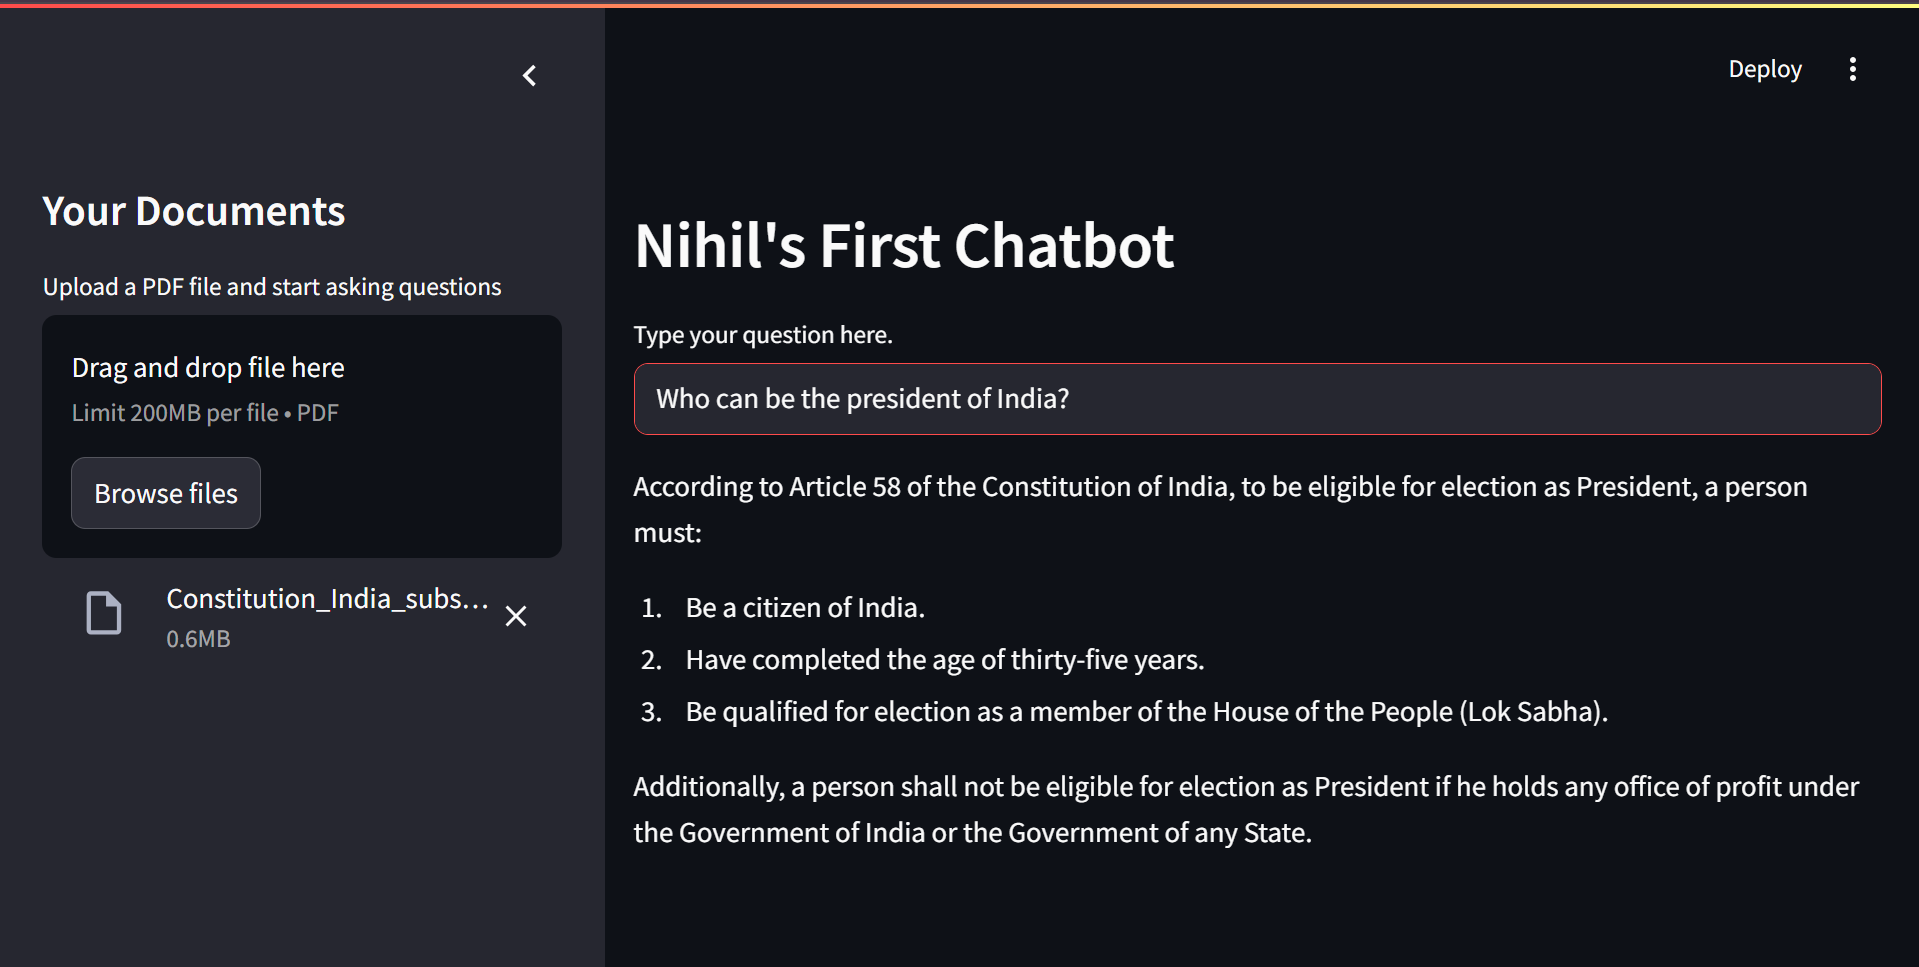 Your Documents
Upload a PDF file and start asking questions
Drag and drop file here
Limit 200MB per file • PDF
Browse files
Constitution_India_subs...
0.6MB
Deploy
Nihil's First Chatbot
Type your question here.
Who can be the president of India?
According to Article 58 of the Constitution of India, to be eligible for election as President, a person
must:
1. Be a citizen of India.
2. Have completed the age of thirty-five years.
3. Be qualified for election as a member of the House of the People (Lok Sabha).
Additionally, a person shall not be eligible for election as President if he holds any office of profit under
the Government of India or the Government of any State.